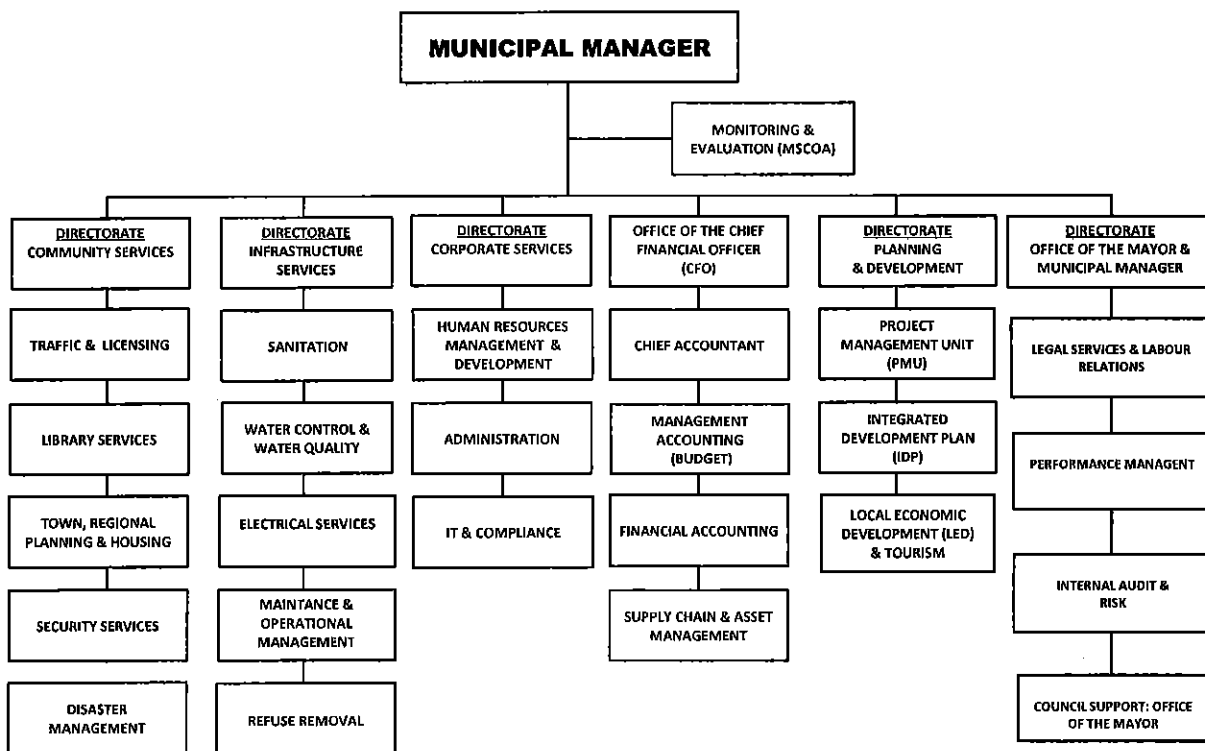 MUNICIPAL MANAGER
MONITORING &
EVALUATION (MSCOA)
DIRECTORATE
COMMUNITY SERVICES
TRAFFIC & LICENSING
LIBRARY SERVICES
TOWN, REGIONAL
PLANNING & HOUSING
SECURITY SERVICES
DISASTER
MANAGEMENT
DIRECTORATE
INFRASTRUCTURE
SERVICES
SANITATION
WATER CONTROL &
WATER QUALITY
ELECTRICAL SERVICES
MAINTANCE &
OPERATIONAL
MANAGEMENT
REFUSE REMOVAL
DIRECTORATE
CORPORATE SERVICES
HUMAN RESOURCES
MANAGEMENT &
DEVELOPMENT
ADMINISTRATION
IT & COMPLIANCE
OFFICE OF THE CHIEF
FINANCIAL OFFICER
(CFO)
CHIEF ACCOUNTANT
MANAGEMENT
ACCOUNTING
(BUDGET)
FINANCIAL ACCOUNTING
SUPPLY CHAIN & ASSET
MANAGEMENT
DIRECTORATE
PLANNING
& DEVELOPMENT
PROJECT
MANAGEMENT UNIT
(PMU)
INTEGRATED
DEVELOPMENT PLAN
(IDP)
LOCAL ECONOMIC
DEVELOPMENT (LED)
& TOURISM
DIRECTORATE
OFFICE OF THE MAYOR &
MUNICIPAL MANAGER
LEGAL SERVICES & LABOUR
RELATIONS
PERFORMANCE MANAGENT
INTERNAL AUDIT &
RISK
COUNCIL SUPPORT: OFFICE
OF THE MAYOR